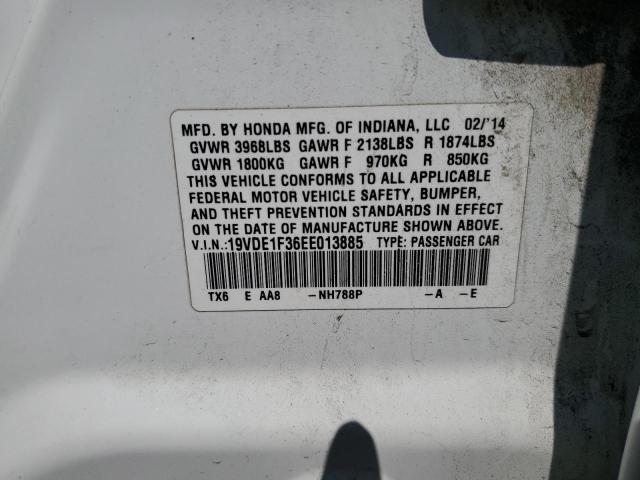 MFD. BY HONDA MFG. OF INDIANA, LLC 02/'14
GVWR 3968LBS GAWR F 2138LBS R 1874LBS
GVWR 1800KG GAWR F 970KG R 850KG
THIS VEHICLE CONFORMS TO ALL APPLICABLE
FEDERAL MOTOR VEHICLE SAFETY, BUMPER,
AND THEFT PREVENTION STANDARDS IN EFFECT
ON THE DATE OF MANUFACTURE SHOWN ABOVE.
V.I.N.:19VDE1F36EE013885 TYPE: PASSENGER CAR
TX6 E AA8 -NH788P -A -E